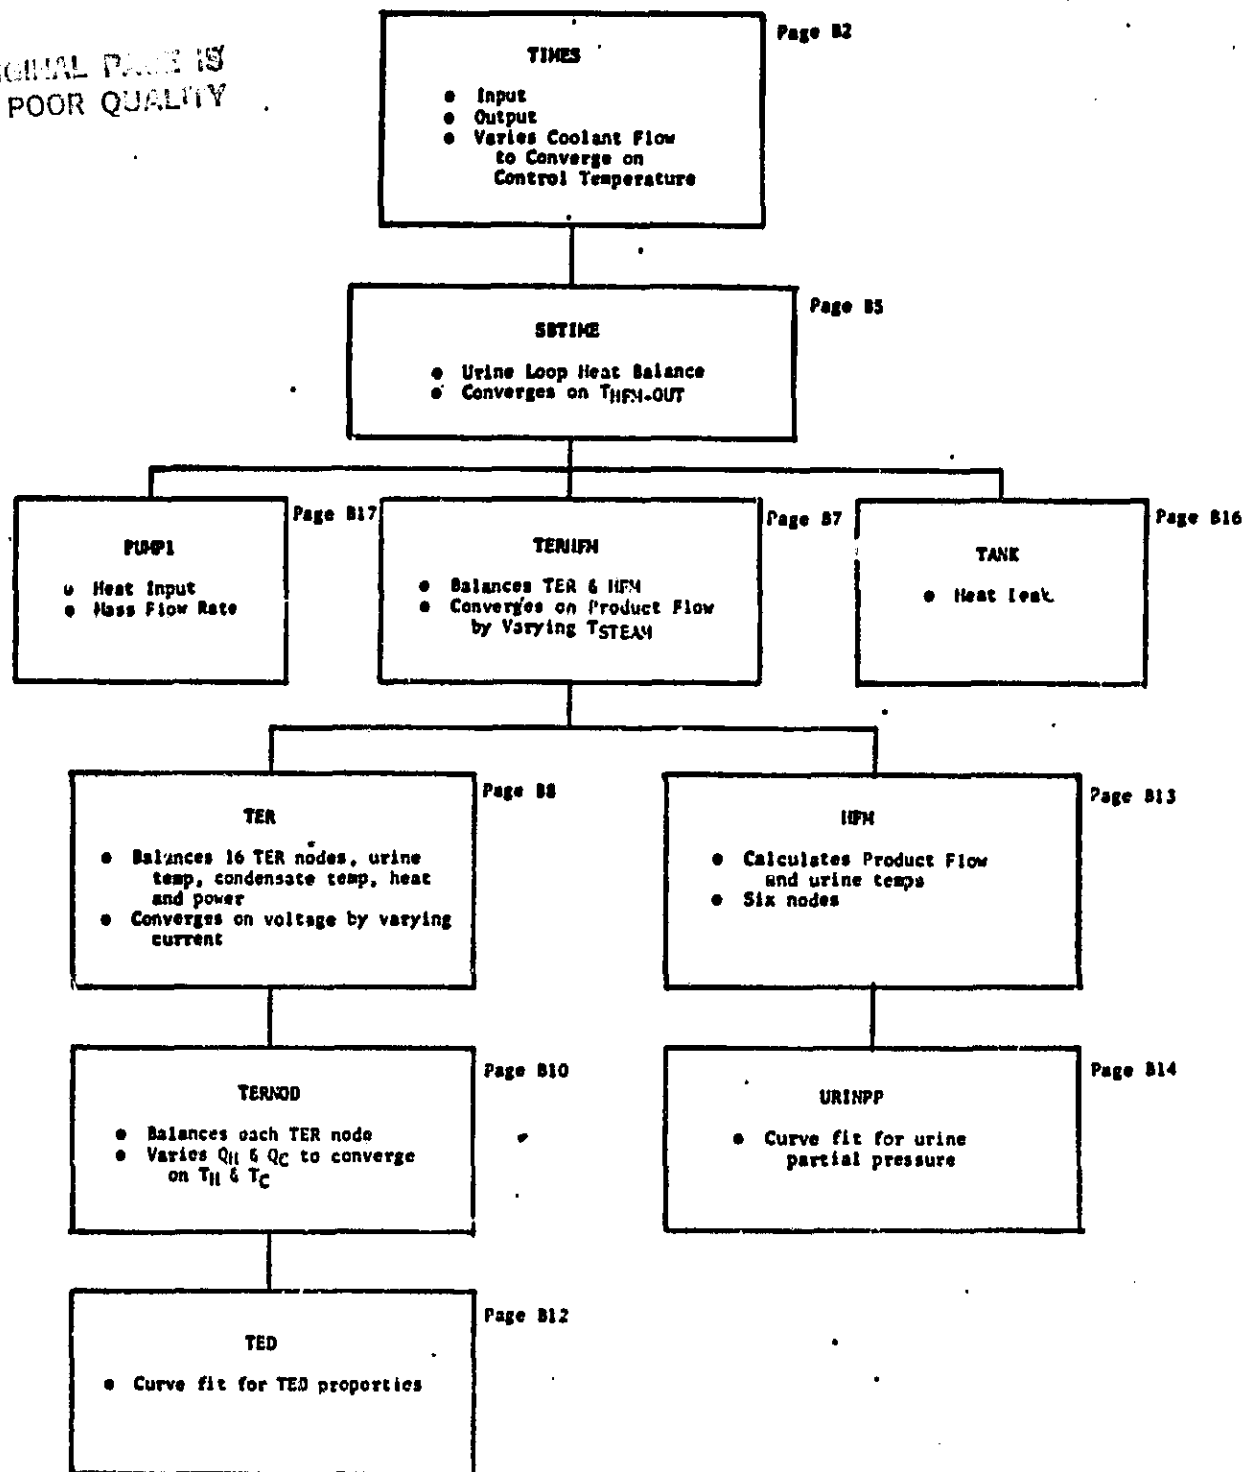 POOR QUALITY
Page B2
TIMES
● Input
● Output
● Varies Coolant Flow
to Converge on
Control Temperature
Page B5
SBTIME
● Urine Loop Heat Balance
● Converges on THFM-OUT
Page B17
PUMP1
● Heat Input
● Mass Flow Rate
Page B7
TERHFM
● Balances TER & HFM
● Converges on Product Flow
by Varying TSTEAM
Page B16
TANK
● Heat Leak
Page B8
TER
● Balances 16 TER nodes, urine
temp, condensate temp, heat
and power
● Converges on voltage by varying
current
Page B13
HFM
● Calculates Product Flow
and urine temps
● Six nodes
Page B10
TERNOD
● Balances each TER node
● Varies QH & QC to converge
on TH & TC
Page B14
URINPP
● Curve fit for urine
partial pressure
Page B12
TED
● Curve fit for TED properties